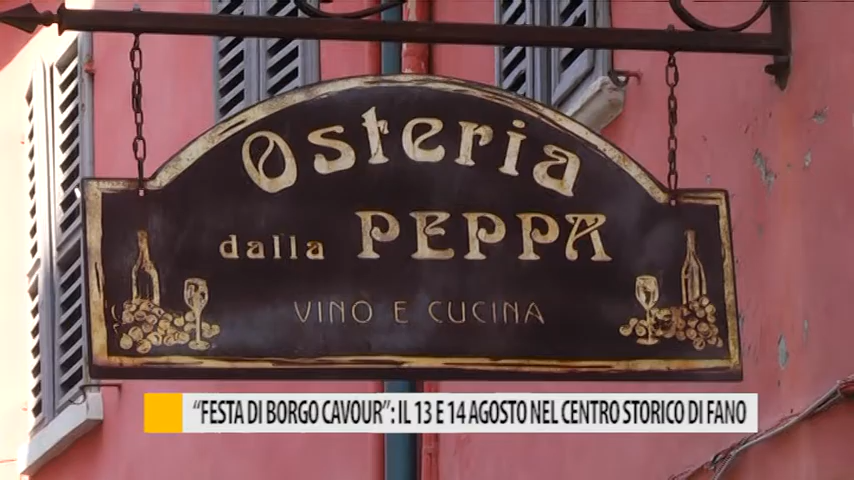 Osteria
dalla PEPPA
VINO E CUCINA
“FESTA DI BORGO CAVOUR”: IL 13 E 14 AGOSTO NEL CENTRO STORICO DI FANO